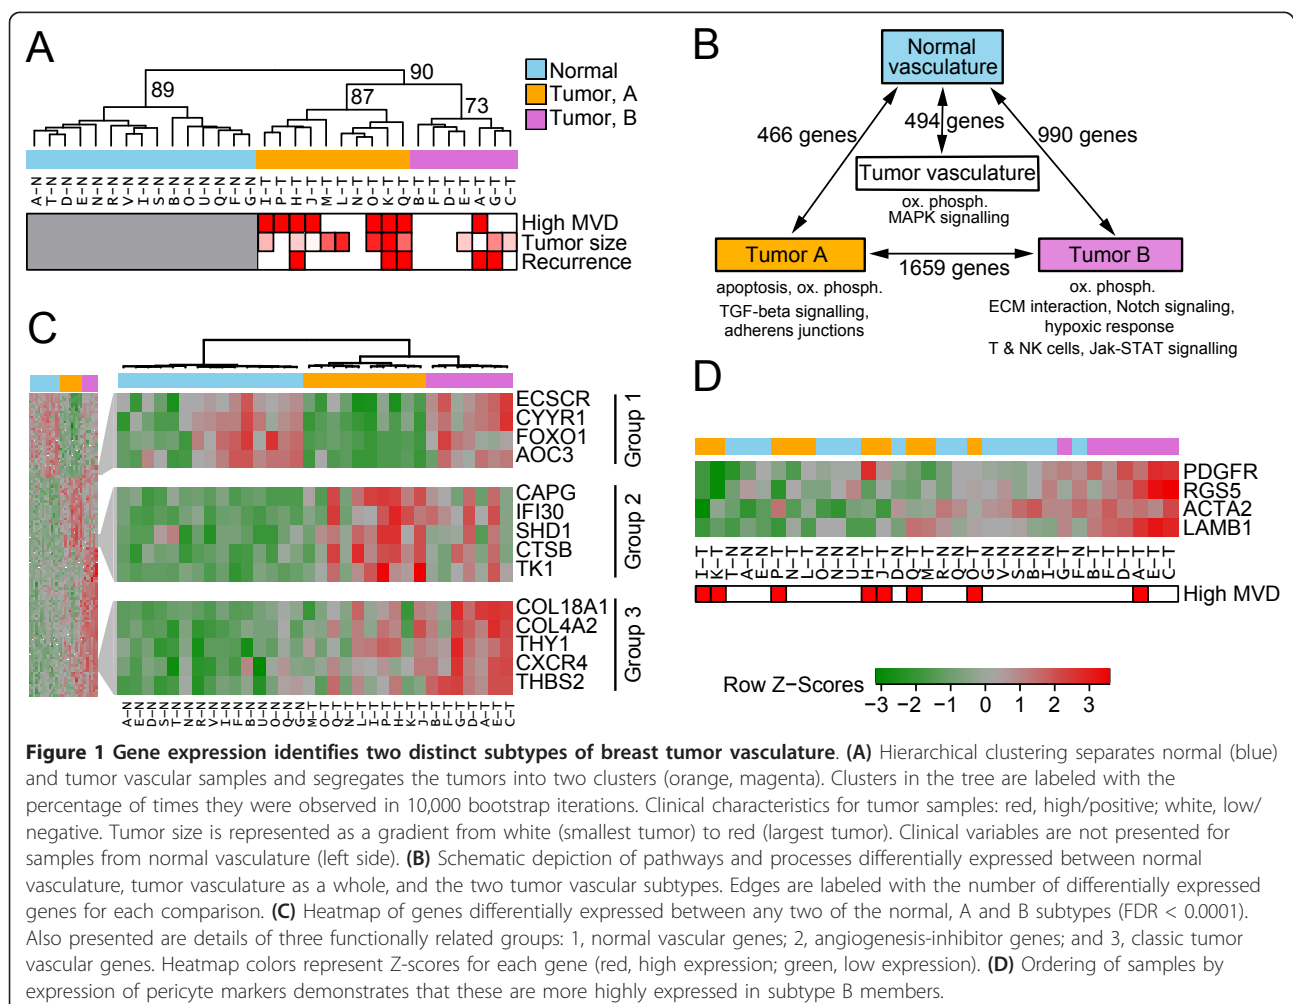 A
89
90
87
73
Normal
Tumor, A
Tumor, B
A-N T-N D-N E-N N-N R-N V-N I-N S-N B-N O-N U-N Q-N F-N G-N I-T P-T H-T J-T M-T L-T N-T O-T K-T Q-T B-T F-T D-T E-T A-T G-T C-T
High MVD
Tumor size
Recurrence
B
Normal
vasculature
466 genes
494 genes
990 genes
Tumor vasculature
ox. phosph.
MAPK signalling
Tumor A
1659 genes
Tumor B
apoptosis, ox. phosph.
TGF-beta signalling,
adherens junctions
ox. phosph.
ECM interaction, Notch signaling,
hypoxic response
T & NK cells, Jak-STAT signalling
C
ECSCR
CYYR1
FOXO1
AOC3
Group 1
CAPG
IFI30
SHD1
CTSB
TK1
Group 2
COL18A1
COL4A2
THY1
CXCR4
THBS2
Group 3
A-N E-N D-N S-N T-N N-N R-N V-N I-N F-N B-N U-N O-N Q-N G-N M-T O-T Q-T N-T L-T I-T P-T H-T K-T J-T B-T F-T G-T D-T A-T E-T C-T
D
PDGFR
RGS5
ACTA2
LAMB1
I-T K-T T-N A-N E-N P-T N-T L-T O-N N-N U-N H-T J-T D-N Q-T M-T R-N Q-N O-T G-N V-N S-N B-N I-N G-T F-N B-T F-T D-T A-T E-T C-T
High MVD
Row Z-Scores
-3 -2 -1 0 1 2 3
Figure 1 Gene expression identifies two distinct subtypes of breast tumor vasculature. (A) Hierarchical clustering separates normal (blue)
and tumor vascular samples and segregates the tumors into two clusters (orange, magenta). Clusters in the tree are labeled with the
percentage of times they were observed in 10,000 bootstrap iterations. Clinical characteristics for tumor samples: red, high/positive; white, low/
negative. Tumor size is represented as a gradient from white (smallest tumor) to red (largest tumor). Clinical variables are not presented for
samples from normal vasculature (left side). (B) Schematic depiction of pathways and processes differentially expressed between normal
vasculature, tumor vasculature as a whole, and the two tumor vascular subtypes. Edges are labeled with the number of differentially expressed
genes for each comparison. (C) Heatmap of genes differentially expressed between any two of the normal, A and B subtypes (FDR < 0.0001).
Also presented are details of three functionally related groups: 1, normal vascular genes; 2, angiogenesis-inhibitor genes; and 3, classic tumor
vascular genes. Heatmap colors represent Z-scores for each gene (red, high expression; green, low expression). (D) Ordering of samples by
expression of pericyte markers demonstrates that these are more highly expressed in subtype B members.